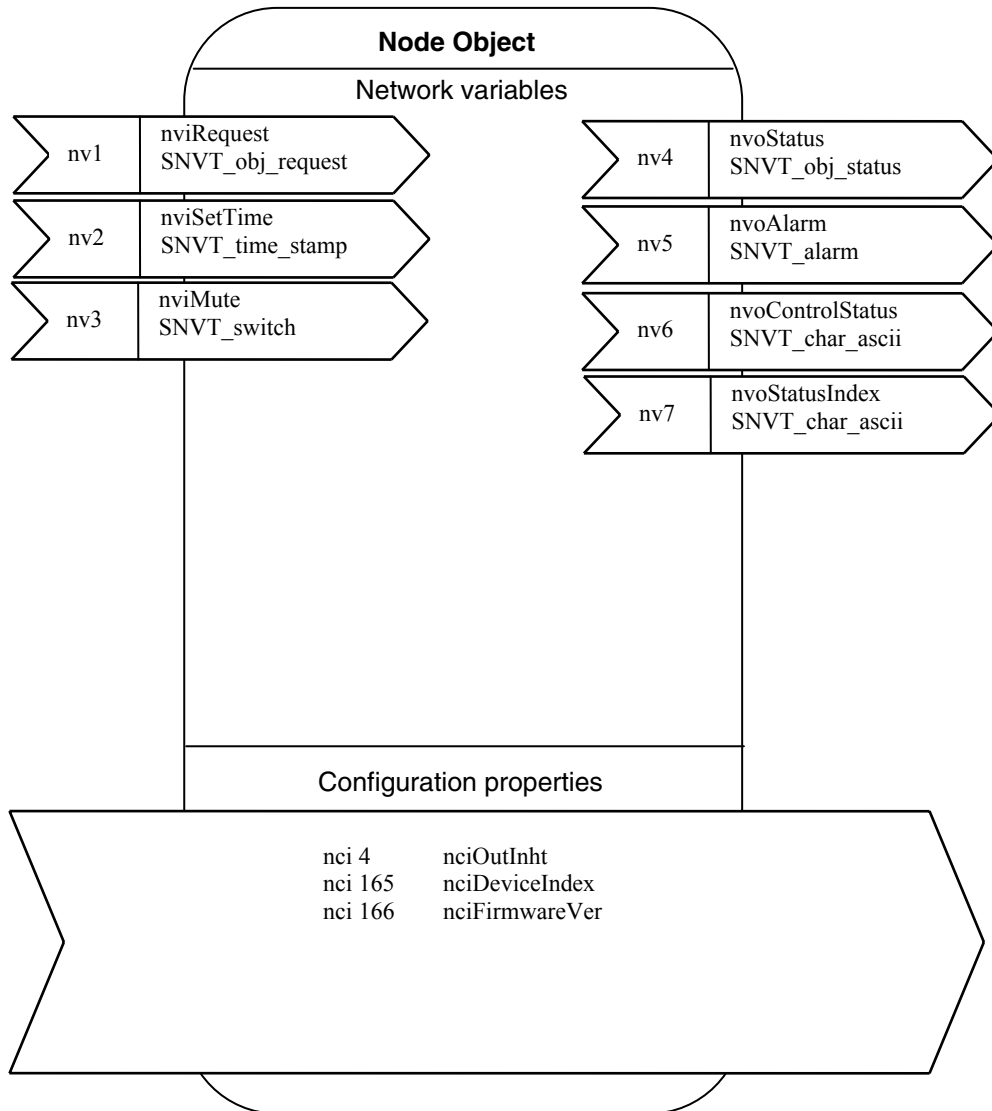 Node Object
Network variables
nv1
nviRequest
SNVT_obj_request
nv2
nviSetTime
SNVT_time_stamp
nv3
nviMute
SNVT_switch
nv4
nvoStatus
SNVT_obj_status
nv5
nvoAlarm
SNVT_alarm
nv6
nvoControlStatus
SNVT_char_ascii
nv7
nvoStatusIndex
SNVT_char_ascii
Configuration properties
nci 4 nciOutInht
nci 165 nciDeviceIndex
nci 166 nciFirmwareVer